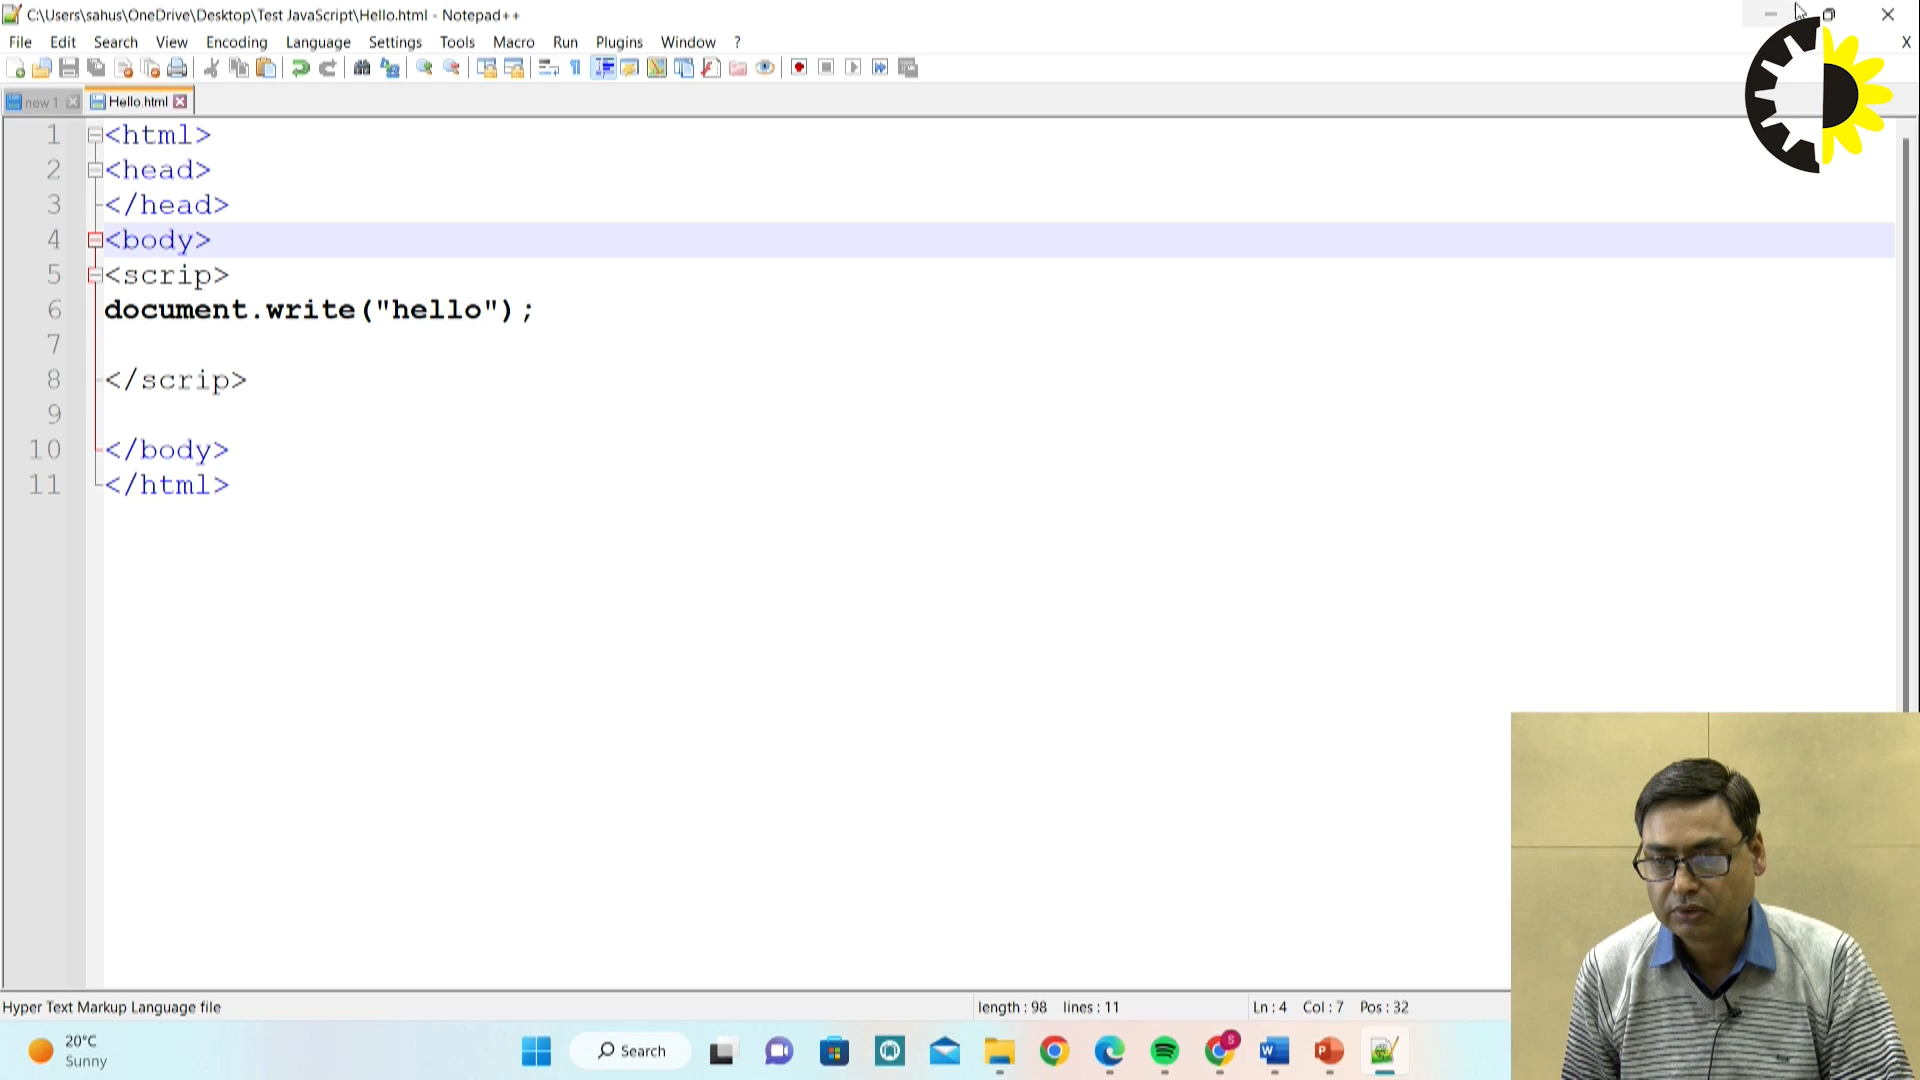 C:\Users\sahus\OneDrive\Desktop\Test JavaScript\Hello.html - Notepad++
File Edit Search View Encoding Language Settings Tools Macro Run Plugins Window ? X
new 1 Hello.html
1 <html>
2 <head>
3 </head>
4 <body>
5 <scrip>
6 document.write("hello");
7
8 </scrip>
9
10 </body>
11 </html>
Hyper Text Markup Language file length : 98 lines : 11 Ln : 4 Col : 7 Pos : 32
20°C
Sunny
Search
S
W
P